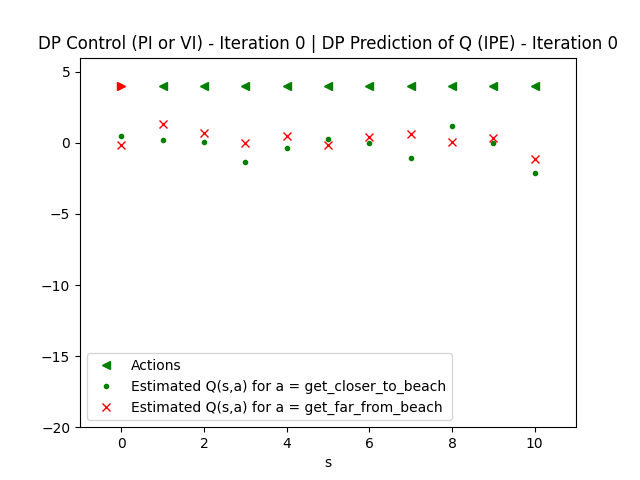 DP Control (PI or VI) - Iteration 0 | DP Prediction of Q (IPE) - Iteration 0
5
0
−5
−10
−15
−20
Actions
Estimated Q(s,a) for a = get_closer_to_beach
Estimated Q(s,a) for a = get_far_from_beach
0 2 4 6 8 10
s